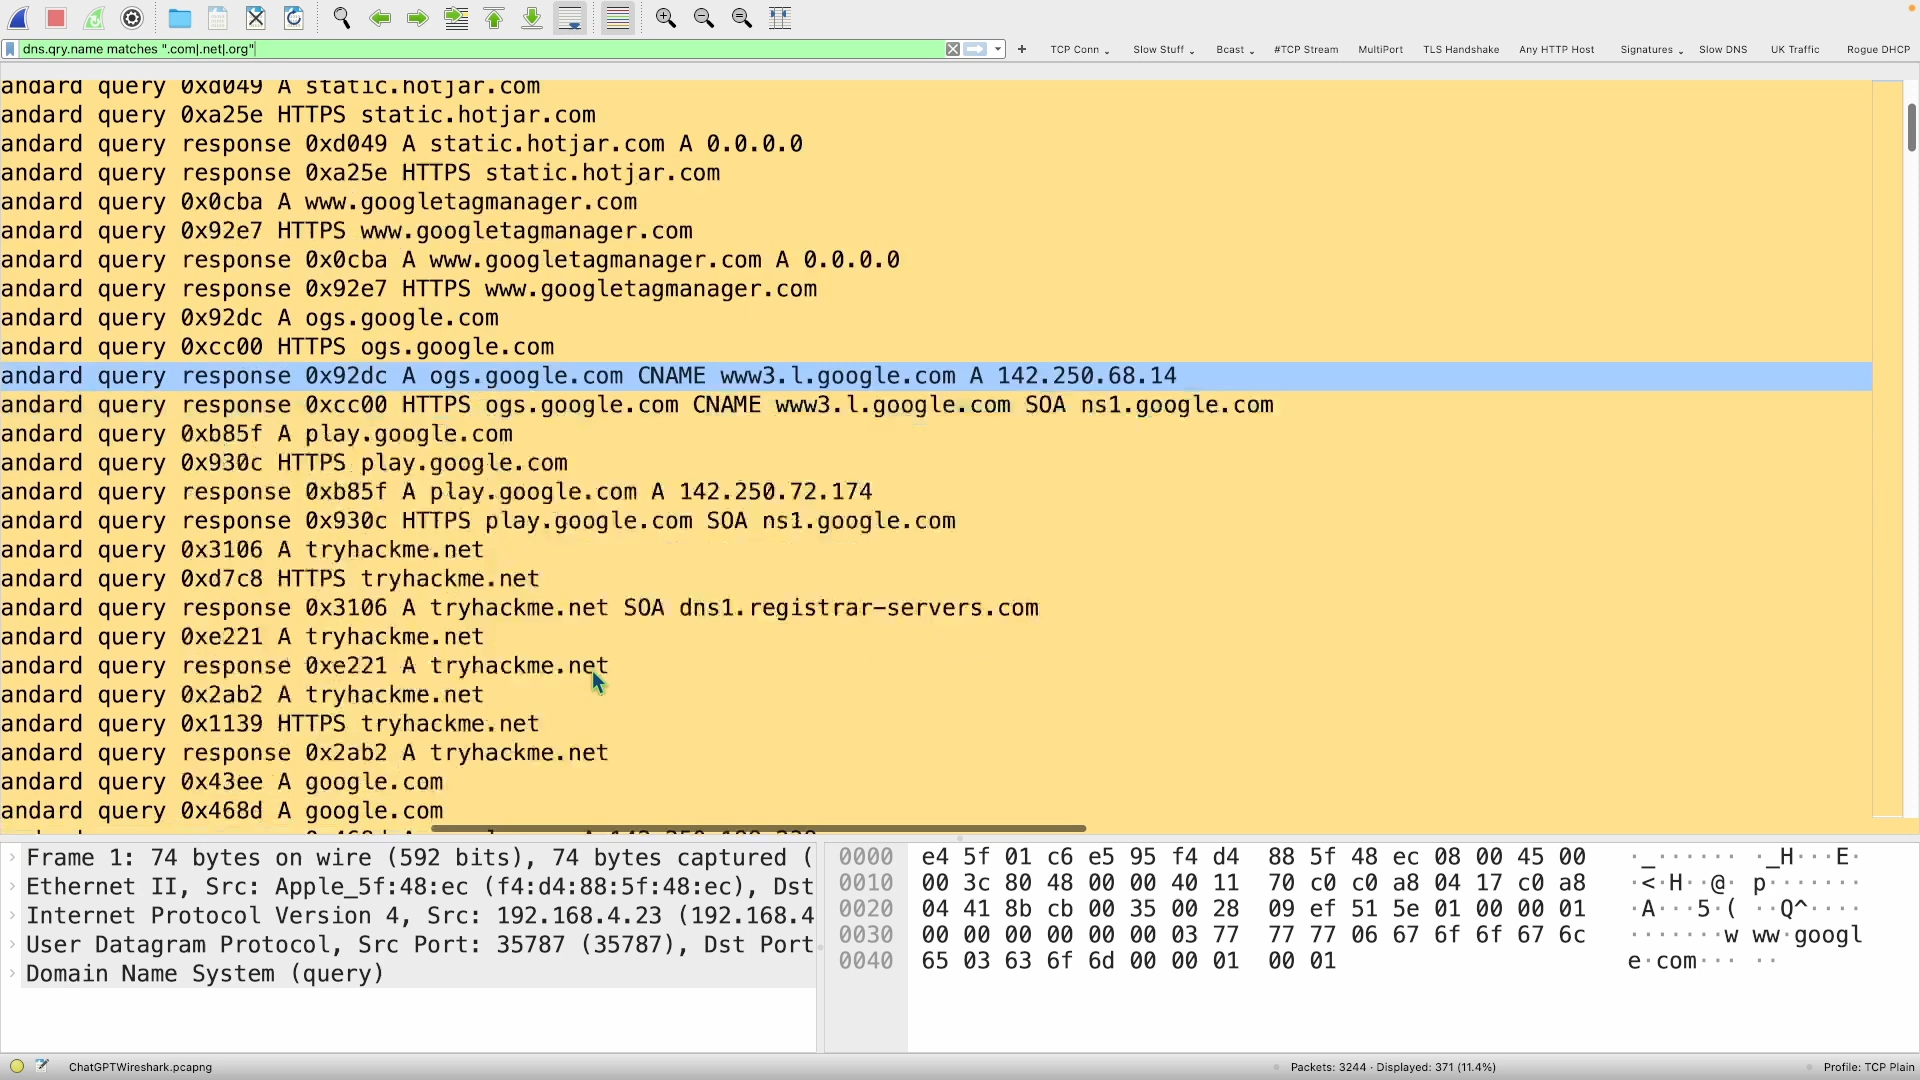 dns.qry.name matches ".com|.net|.org"
TCP Conn
Slow Stuff
Bcast
#TCP Stream
MultiPort
TLS Handshake
Any HTTP Host
Signatures
Slow DNS
UK Traffic
Rogue DHCP
andard query 0xd049 A static.hotjar.com
andard query 0xa25e HTTPS static.hotjar.com
andard query response 0xd049 A static.hotjar.com A 0.0.0.0
andard query response 0xa25e HTTPS static.hotjar.com
andard query 0x0cba A www.googletagmanager.com
andard query 0x92e7 HTTPS www.googletagmanager.com
andard query response 0x0cba A www.googletagmanager.com A 0.0.0.0
andard query response 0x92e7 HTTPS www.googletagmanager.com
andard query 0x92dc A ogs.google.com
andard query 0xcc00 HTTPS ogs.google.com
andard query response 0x92dc A ogs.google.com CNAME www3.l.google.com A 142.250.68.14
andard query response 0xcc00 HTTPS ogs.google.com CNAME www3.l.google.com SOA ns1.google.com
andard query 0xb85f A play.google.com
andard query 0x930c HTTPS play.google.com
andard query response 0xb85f A play.google.com A 142.250.72.174
andard query response 0x930c HTTPS play.google.com SOA ns1.google.com
andard query 0x3106 A tryhackme.net
andard query 0xd7c8 HTTPS tryhackme.net
andard query response 0x3106 A tryhackme.net SOA dns1.registrar-servers.com
andard query 0xe221 A tryhackme.net
andard query response 0xe221 A tryhackme.net
andard query 0x2ab2 A tryhackme.net
andard query 0x1139 HTTPS tryhackme.net
andard query response 0x2ab2 A tryhackme.net
andard query 0x43ee A google.com
andard query 0x468d A google.com
Frame 1: 74 bytes on wire (592 bits), 74 bytes captured (
Ethernet II, Src: Apple_5f:48:ec (f4:d4:88:5f:48:ec), Dst
Internet Protocol Version 4, Src: 192.168.4.23 (192.168.4
User Datagram Protocol, Src Port: 35787 (35787), Dst Port
Domain Name System (query)
0000 e4 5f 01 c6 e5 95 f4 d4 88 5f 48 ec 08 00 45 00 ·_······ ·_H···E·
0010 00 3c 80 48 00 00 40 11 70 c0 c0 a8 04 17 c0 a8 ·<·H··@· p·······
0020 04 41 8b cb 00 35 00 28 09 ef 51 5e 01 00 00 01 ·A···5·( ··Q^····
0030 00 00 00 00 00 00 03 77 77 77 06 67 6f 6f 67 6c ·······w ww·googl
0040 65 03 63 6f 6d 00 00 01 00 01 e·com··· ··
ChatGPTWireshark.pcapng
Packets: 3244 · Displayed: 371 (11.4%)
Profile: TCP Plain